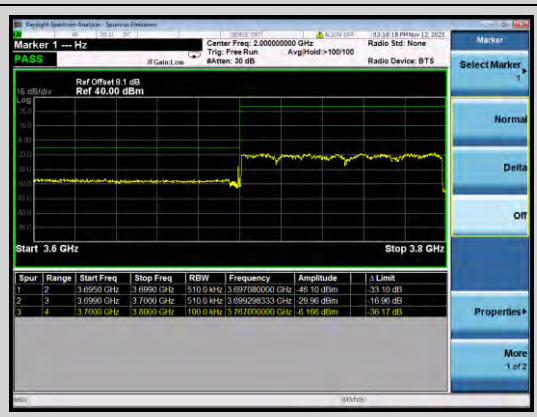 Keysight Spectrum Analyzer - Spurious Emissions
Marker 1 --- Hz
Center Freq: 2.000000000 GHz
Trig: Free Run
Avg|Hold:>100/100
IFGain:Low
#Atten: 30 dB
ALIGN OFF
03:16:18 PM Nov 12, 2021
Radio Std: None
Radio Device: BTS
PASS
Ref Offset 8.1 dB
Ref 40.00 dBm
16 dB/div
Log
Start 3.6 GHz
Stop 3.8 GHz
Spur Range Start Freq Stop Freq RBW Frequency Amplitude Δ Limit
1 2 3.6950 GHz 3.6990 GHz 510.0 kHz 3.697080000 GHz -46.10 dBm -33.10 dB
2 3 3.6990 GHz 3.7000 GHz 510.0 kHz 3.699298333 GHz -29.96 dBm -16.96 dB
3 4 3.7000 GHz 3.8000 GHz 100.0 kHz 3.767000000 GHz -6.166 dBm -36.17 dB
MSG
STATUS
Marker
Select Marker
1
Normal
Delta
Off
Properties
More
1 of 2